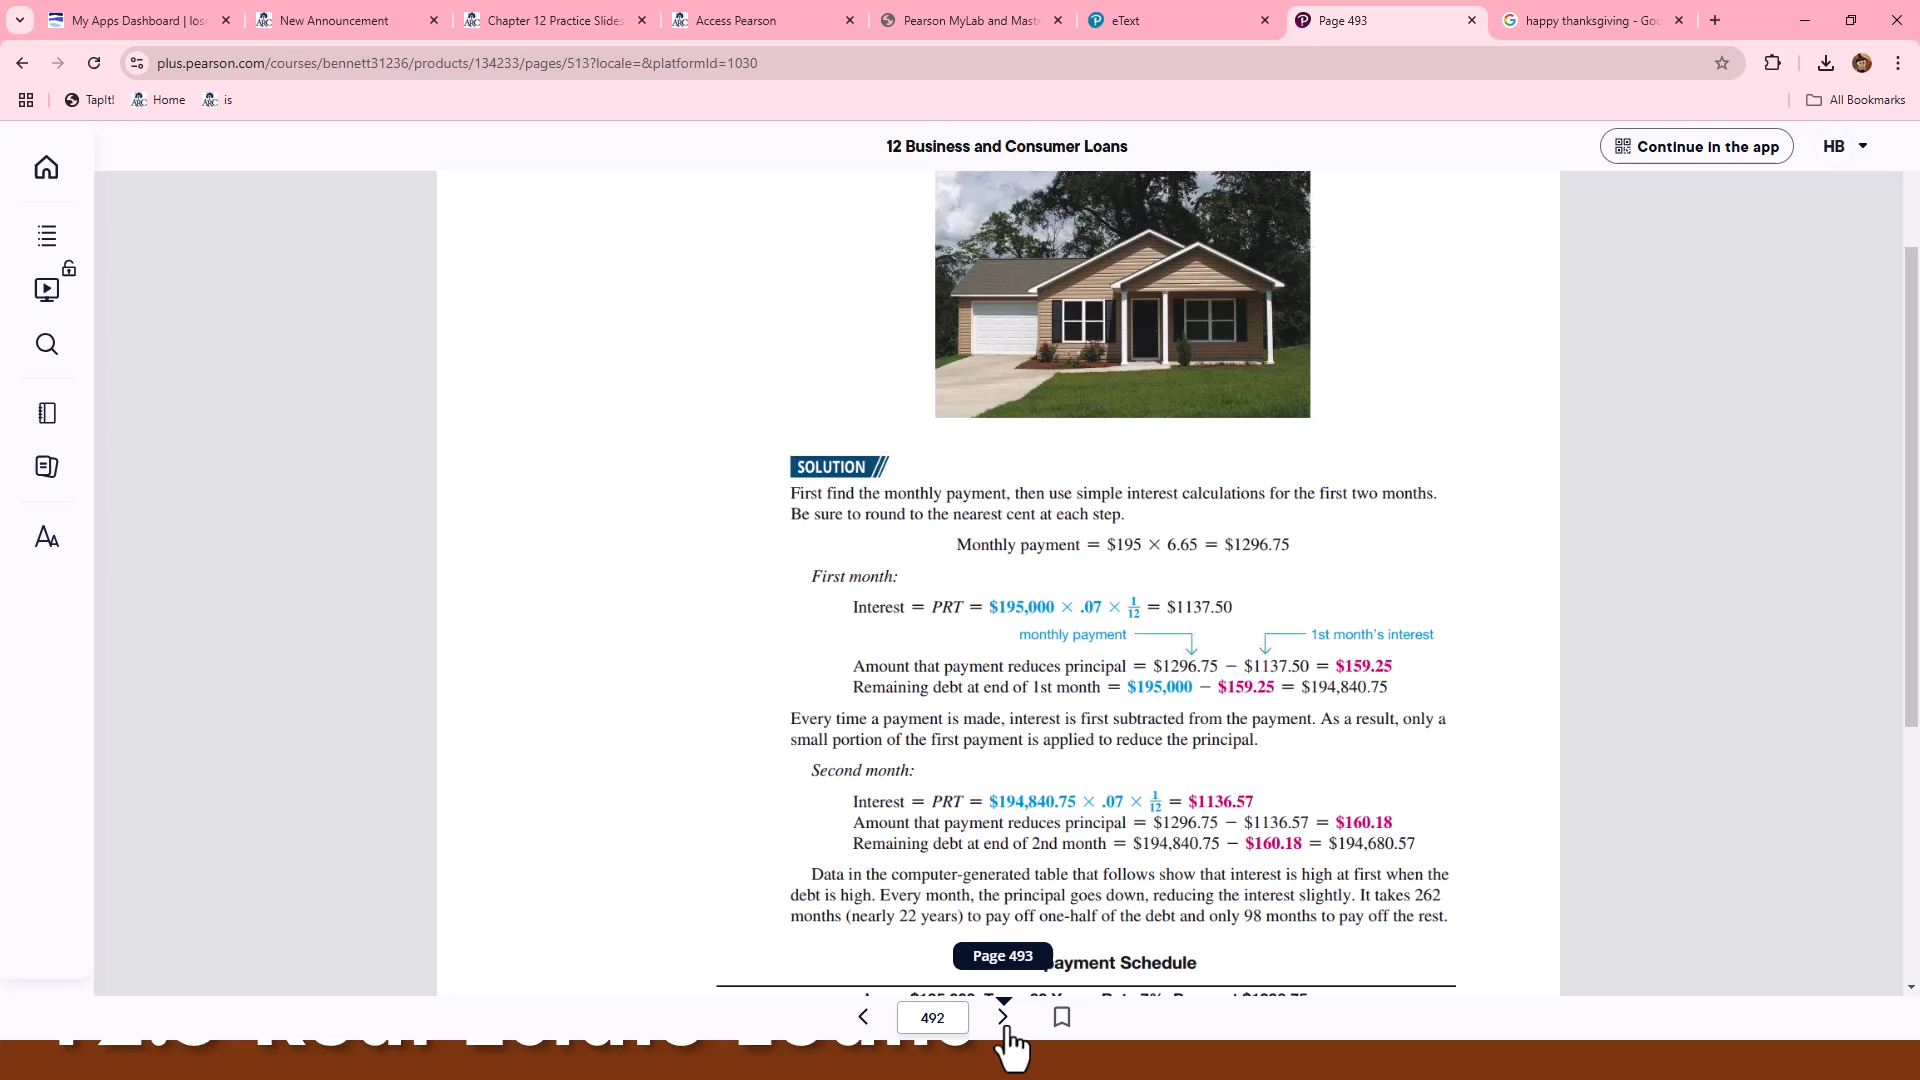 My Apps Dashboard | los
New Announcement
Chapter 12 Practice Slides
Access Pearson
Pearson MyLab and Mast
eText
Page 493
happy thanksgiving - Goo
plus.pearson.com/courses/bennett31236/products/134233/pages/513?locale=&platformId=1030
TapIt!
Home
is
All Bookmarks
12 Business and Consumer Loans
Continue in the app
HB
SOLUTION
First find the monthly payment, then use simple interest calculations for the first two months.
Be sure to round to the nearest cent at each step.
Monthly payment = $195 × 6.65 = $1296.75
First month:
Interest = PRT = $195,000 × .07 × 1/12 = $1137.50
monthly payment 1st month's interest
Amount that payment reduces principal = $1296.75 − $1137.50 = $159.25
Remaining debt at end of 1st month = $195,000 − $159.25 = $194,840.75
Every time a payment is made, interest is first subtracted from the payment. As a result, only a
small portion of the first payment is applied to reduce the principal.
Second month:
Interest = PRT = $194,840.75 × .07 × 1/12 = $1136.57
Amount that payment reduces principal = $1296.75 − $1136.57 = $160.18
Remaining debt at end of 2nd month = $194,840.75 − $160.18 = $194,680.57
Data in the computer-generated table that follows show that interest is high at first when the
debt is high. Every month, the principal goes down, reducing the interest slightly. It takes 262
months (nearly 22 years) to pay off one-half of the debt and only 98 months to pay off the rest.
Page 493
ayment Schedule
492